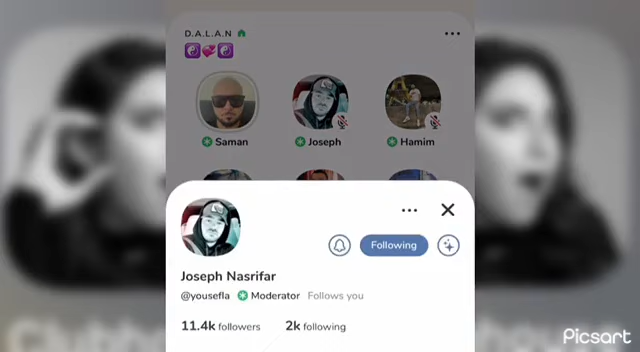 D.A.L.A.N
Saman
Joseph
Hamim
Following
Joseph Nasrifar
@yousefla Moderator Follows you
11.4k followers 2k following
Picsart